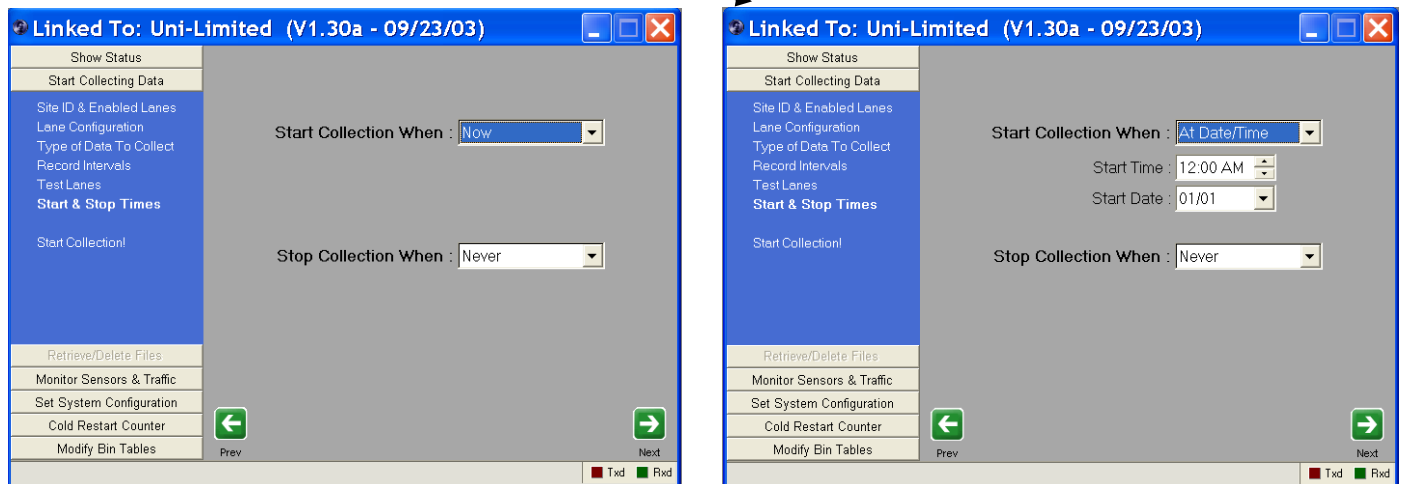 Linked To: Uni-Limited (V1.30a - 09/23/03)
Show Status
Start Collecting Data
Site ID & Enabled Lanes
Lane Configuration
Type of Data To Collect
Record Intervals
Test Lanes
Start & Stop Times
Start Collection!
Start Collection When : Now
Stop Collection When : Never
Retrieve/Delete Files
Monitor Sensors & Traffic
Set System Configuration
Cold Restart Counter
Modify Bin Tables
Prev
Next
Txd Rxd
Linked To: Uni-Limited (V1.30a - 09/23/03)
Show Status
Start Collecting Data
Site ID & Enabled Lanes
Lane Configuration
Type of Data To Collect
Record Intervals
Test Lanes
Start & Stop Times
Start Collection!
Start Collection When : At Date/Time
Start Time : 12:00 AM
Start Date : 01/01
Stop Collection When : Never
Retrieve/Delete Files
Monitor Sensors & Traffic
Set System Configuration
Cold Restart Counter
Modify Bin Tables
Prev
Next
Txd Rxd